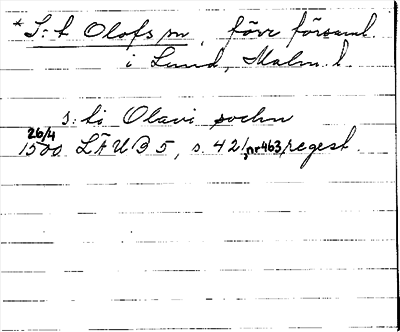 * S:t Olofs sn, förr församl.
i Lund, Malm. l.
s:ti Olavi sochn
26/4
1500 LÄUB 5, s. 421, nr 463, regest.